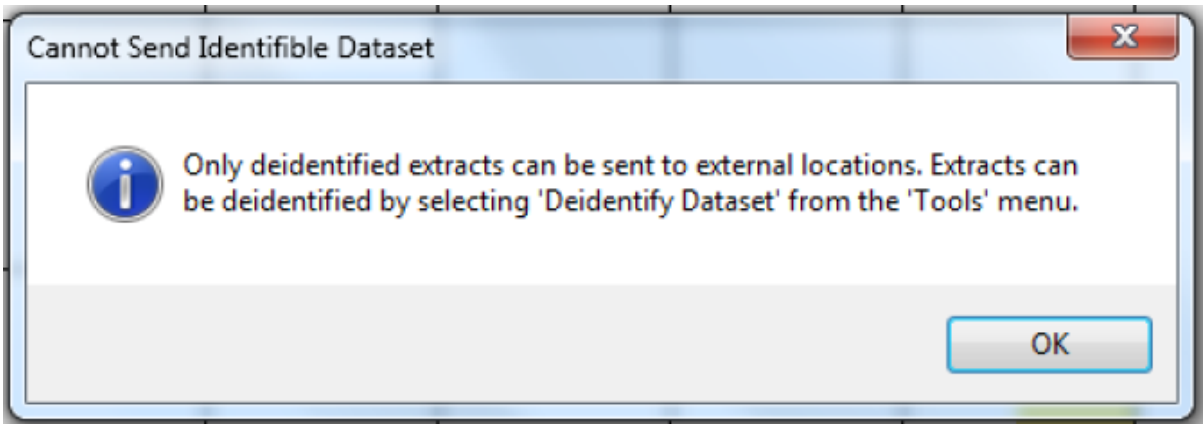 Cannot Send Identifible Dataset
Only deidentified extracts can be sent to external locations. Extracts can
be deidentified by selecting 'Deidentify Dataset' from the 'Tools' menu.
OK